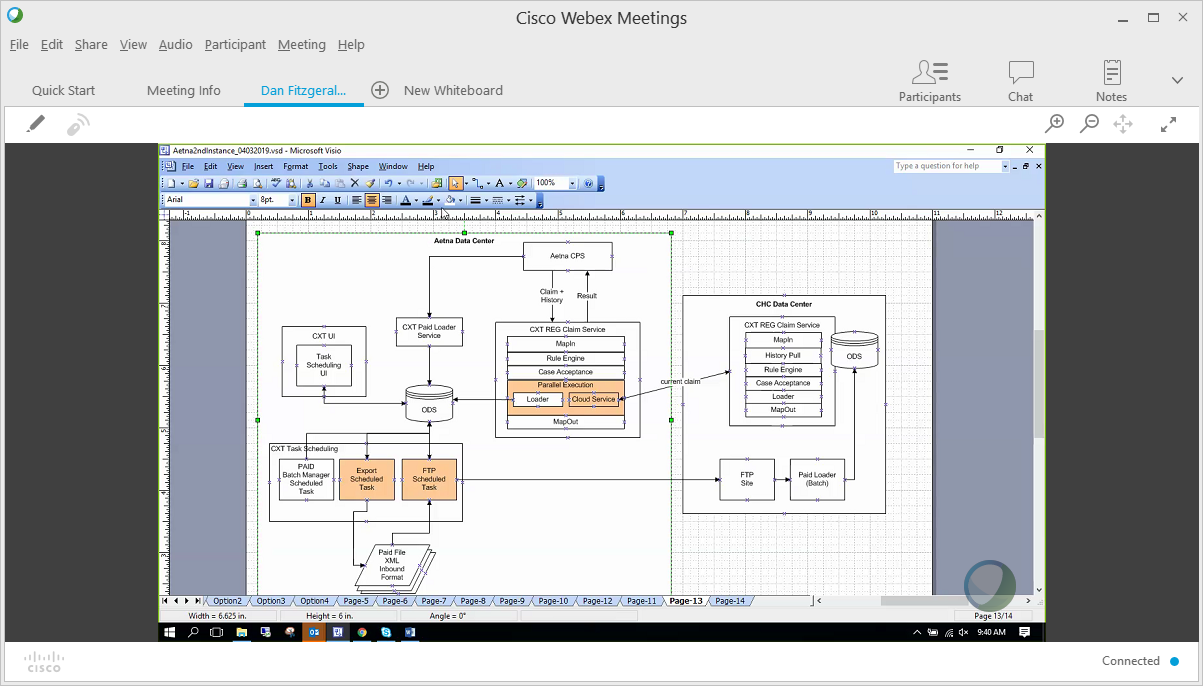 Cisco Webex Meetings
File Edit Share View Audio Participant Meeting Help
Quick Start Meeting Info Dan Fitzgeral... New Whiteboard
Participants Chat Notes
Aetna2ndInstance_04032019.vsd - Microsoft Visio
File Edit View Insert Format Tools Shape Window Help
Type a question for help
100%
Arial 8pt. B I U A
Aetna Data Center
Aetna CPS
Claim +
History
Result
CXT Paid Loader
Service
CXT UI
Task
Scheduling
UI
ODS
CXT REG Claim Service
MapIn
Rule Engine
Case Acceptance
Parallel Execution
Loader Cloud Service
MapOut
current claim
CHC Data Center
CXT REG Claim Service
MapIn
History Pull
Rule Engine
Case Acceptance
Loader
MapOut
ODS
CXT Task Scheduling
PAID
Batch Manager
Scheduled
Task
Export
Scheduled
Task
FTP
Scheduled
Task
FTP
Site
Paid Loader
(Batch)
Paid File
XML
Inbound
Format
Option2 Option3 Option4 Page-5 Page-6 Page-7 Page-8 Page-9 Page-10 Page-12 Page-11 Page-13 Page-14
Width = 6.625 in. Height = 6 in. Angle = 0° Page 13/14
9:40 AM
CISCO
Connected